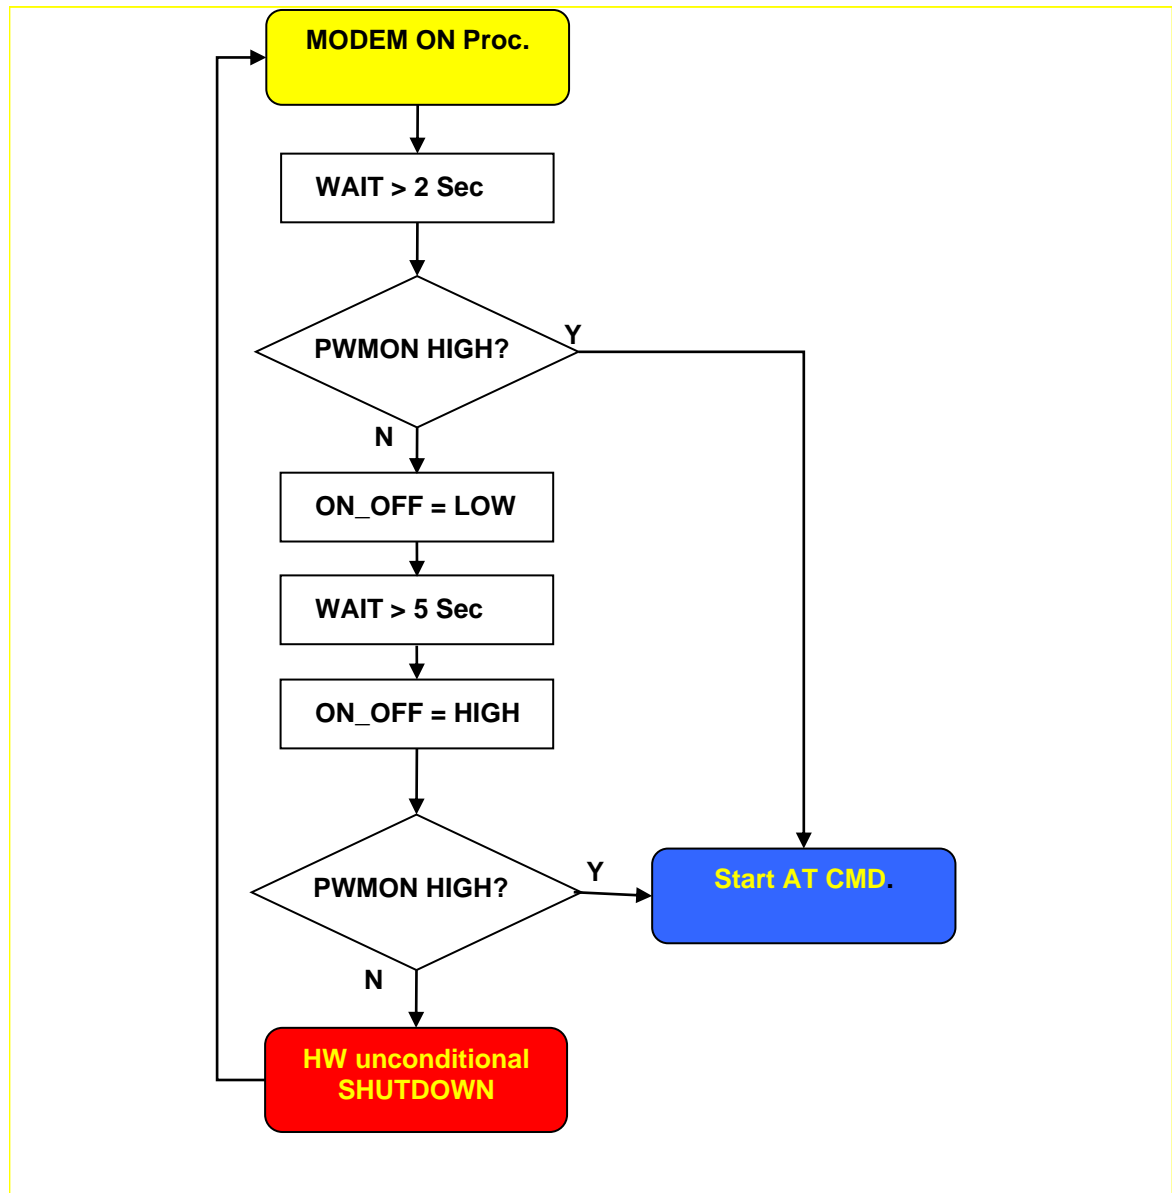 MODEM ON Proc.
WAIT > 2 Sec
PWMON HIGH?
Y
N
ON_OFF = LOW
WAIT > 5 Sec
ON_OFF = HIGH
PWMON HIGH?
Y
Start AT CMD.
N
HW unconditional
SHUTDOWN